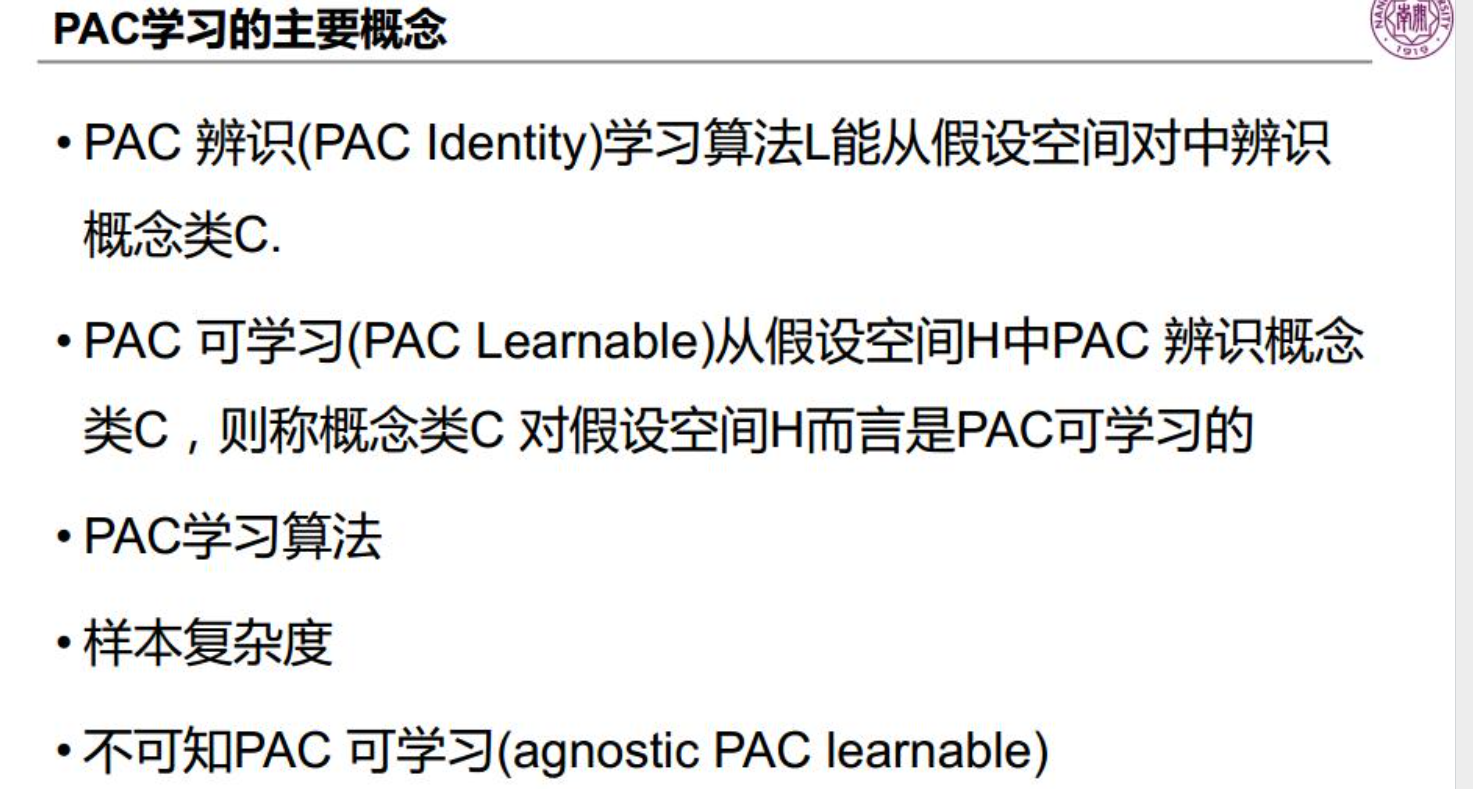 PAC学习的主要概念
南開
1919
• PAC 辨识(PAC Identity)学习算法L能从假设空间对中辨识
概念类C.
• PAC 可学习(PAC Learnable)从假设空间H中PAC 辨识概念
类C，则称概念类C 对假设空间H而言是PAC可学习的
• PAC学习算法
• 样本复杂度
• 不可知PAC 可学习(agnostic PAC learnable)